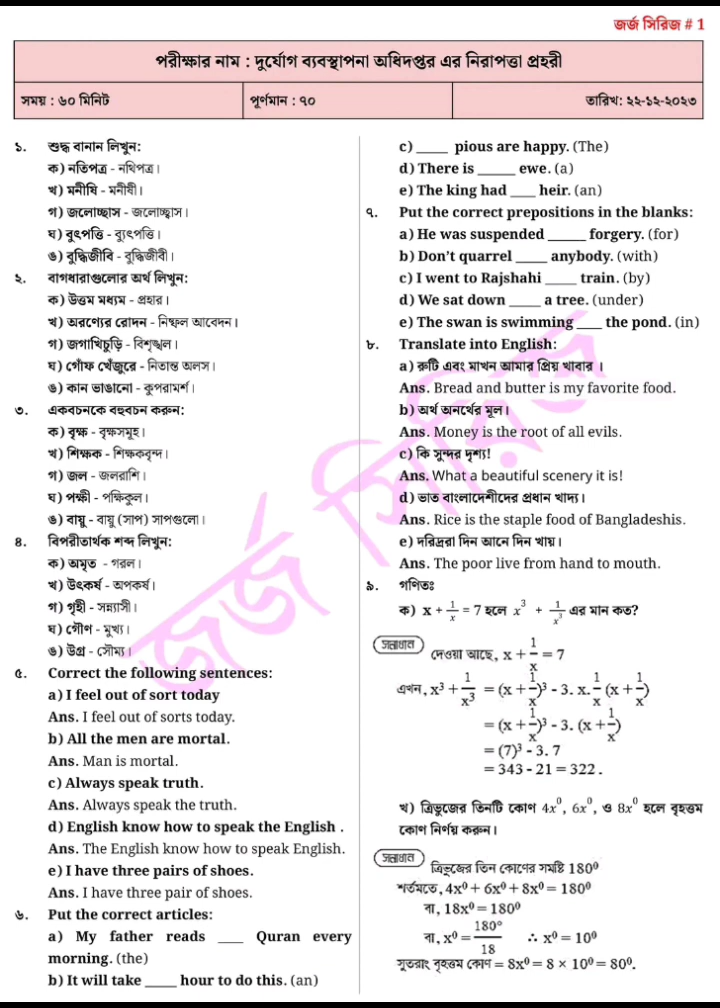 জর্জ সিরিজ # 1
পরীক্ষার নাম : দুর্যোগ ব্যবস্থাপনা অধিদপ্তর এর নিরাপত্তা প্রহরী
সময় : ৬০ মিনিট
পূর্ণমান : ৭০
তারিখ: ২২-১২-২০২৩
১. শুদ্ধ বানান লিখুন:
ক) নতিপত্র - নথিপত্র।
খ) মনীষি - মনীষী।
গ) জলোচ্ছাস - জলোচ্ছ্বাস।
ঘ) বুৎপত্তি - ব্যুৎপত্তি।
ঙ) বুদ্ধিজীবি - বুদ্ধিজীবী।
২. বাগধারাগুলোর অর্থ লিখুন:
ক) উত্তম মধ্যম - প্রহার।
খ) অরণ্যের রোদন - নিষ্ফল আবেদন।
গ) জগাখিচুড়ি - বিশৃঙ্খল।
ঘ) গোঁফ খেঁজুরে - নিতান্ত অলস।
ঙ) কান ভাঙানো - কুপরামর্শ।
৩. একবচনকে বহুবচন করুন:
ক) বৃক্ষ - বৃক্ষসমূহ।
খ) শিক্ষক - শিক্ষকবৃন্দ।
গ) জল - জলরাশি।
ঘ) পক্ষী - পক্ষিকুল।
ঙ) বায়ু - বায়ু (সাপ) সাপগুলো।
৪. বিপরীতার্থক শব্দ লিখুন:
ক) অমৃত - গরল।
খ) উৎকর্ষ - অপকর্ষ।
গ) গৃহী - সন্ন্যাসী।
ঘ) গৌণ - মুখ্য।
ঙ) উগ্র - সৌম্য।
৫. Correct the following sentences:
a) I feel out of sort today
Ans. I feel out of sorts today.
b) All the men are mortal.
Ans. Man is mortal.
c) Always speak truth.
Ans. Always speak the truth.
d) English know how to speak the English .
Ans. The English know how to speak English.
e) I have three pairs of shoes.
Ans. I have three pair of shoes.
৬. Put the correct articles:
a) My father reads ____ Quran every
morning. (the)
b) It will take _____ hour to do this. (an)
c) _____ pious are happy. (The)
d) There is ______ ewe. (a)
e) The king had ____ heir. (an)
৭. Put the correct prepositions in the blanks:
a) He was suspended ______ forgery. (for)
b) Don’t quarrel _____ anybody. (with)
c) I went to Rajshahi _____ train. (by)
d) We sat down _____ a tree. (under)
e) The swan is swimming ____ the pond. (in)
৮. Translate into English:
a) রুটি এবং মাখন আমার প্রিয় খাবার ।
Ans. Bread and butter is my favorite food.
b) অর্থ অনর্থের মূল।
Ans. Money is the root of all evils.
c) কি সুন্দর দৃশ্য!
Ans. What a beautiful scenery it is!
d) ভাত বাংলাদেশীদের প্রধান খাদ্য।
Ans. Rice is the staple food of Bangladeshis.
e) দরিদ্ররা দিন আনে দিন খায়।
Ans. The poor live from hand to mouth.
৯. গণিতঃ
ক) x + 1/x = 7 হলে x³ + 1/x³ এর মান কত?
সমাধান
দেওয়া আছে, x + 1/x = 7
এখন, x³ + 1/x³ = (x + 1/x)³ - 3. x. 1/x (x + 1/x)
= (x + 1/x)³ - 3. (x + 1/x)
= (7)³ - 3. 7
= 343 - 21 = 322 .
খ) ত্রিভুজের তিনটি কোণ 4x⁰, 6x⁰, ও 8x⁰ হলে বৃহত্তম
কোণ নির্ণয় করুন।
সমাধান
ত্রিভুজের তিন কোণের সমষ্টি 180⁰
শর্তমতে, 4x⁰ + 6x⁰ + 8x⁰ = 180⁰
বা, 18x⁰ = 180⁰
বা, x⁰ = 180°/18 ∴ x⁰ = 10⁰
সুতরাং বৃহত্তম কোণ = 8x⁰ = 8 × 10⁰ = 80⁰.
জর্জ সিরিজ